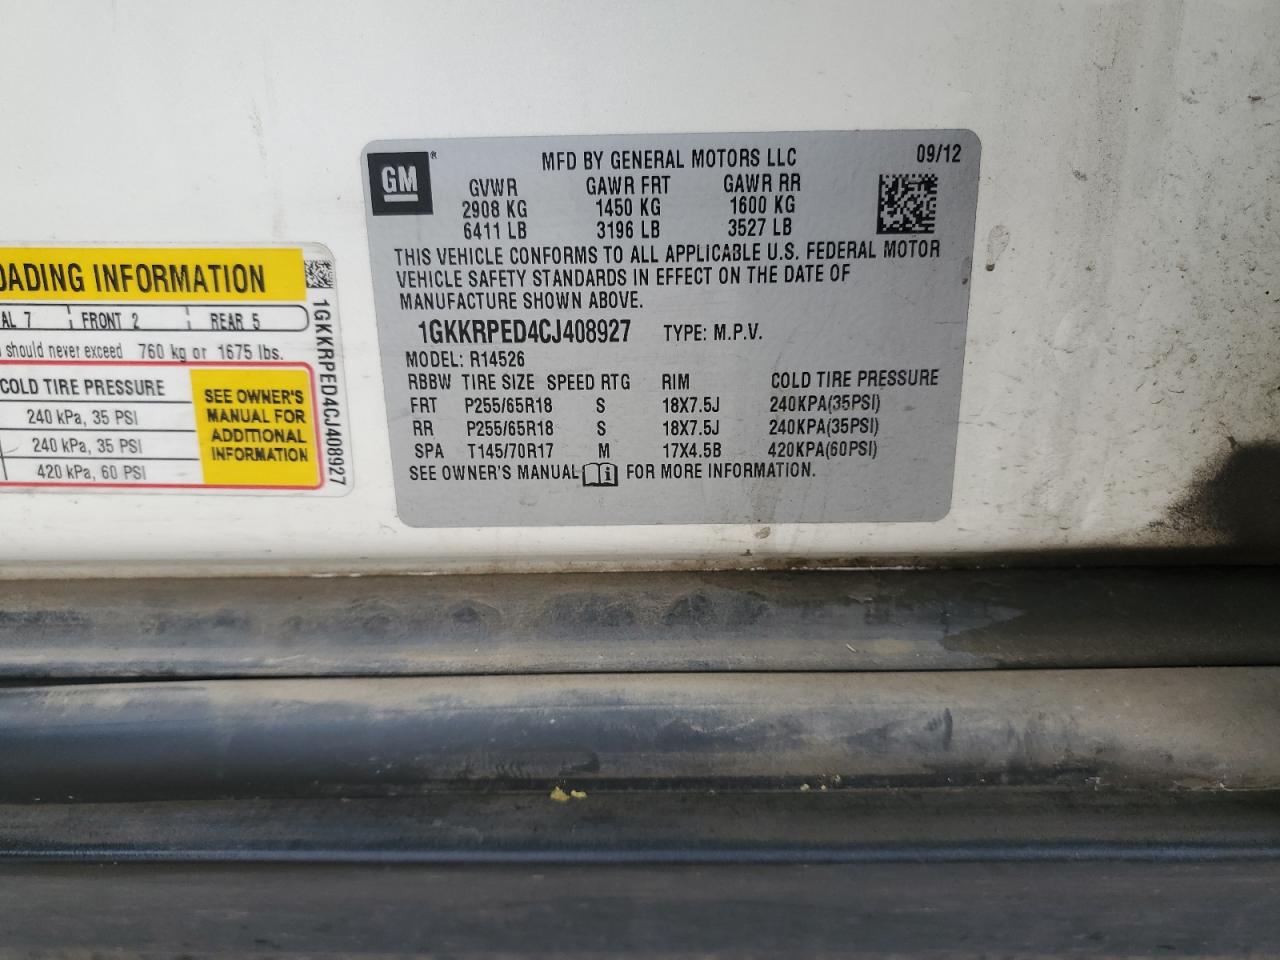 GM®
MFD BY GENERAL MOTORS LLC 09/12
GVWR GAWR FRT GAWR RR
2908 KG 1450 KG 1600 KG
6411 LB 3196 LB 3527 LB
THIS VEHICLE CONFORMS TO ALL APPLICABLE U.S. FEDERAL MOTOR
VEHICLE SAFETY STANDARDS IN EFFECT ON THE DATE OF
MANUFACTURE SHOWN ABOVE.
1GKKRPED4CJ408927 TYPE: M.P.V.
MODEL: R14526
RBBW TIRE SIZE SPEED RTG RIM COLD TIRE PRESSURE
FRT P255/65R18 S 18X7.5J 240KPA(35PSI)
RR P255/65R18 S 18X7.5J 240KPA(35PSI)
SPA T145/70R17 M 17X4.5B 420KPA(60PSI)
SEE OWNER'S MANUAL i FOR MORE INFORMATION.
OADING INFORMATION
AL 7 FRONT 2 REAR 5
should never exceed 760 kg or 1675 lbs.
COLD TIRE PRESSURE
240 kPa, 35 PSI
240 kPa, 35 PSI
420 kPa, 60 PSI
SEE OWNER'S
MANUAL FOR
ADDITIONAL
INFORMATION
1GKKRPED4CJ408927